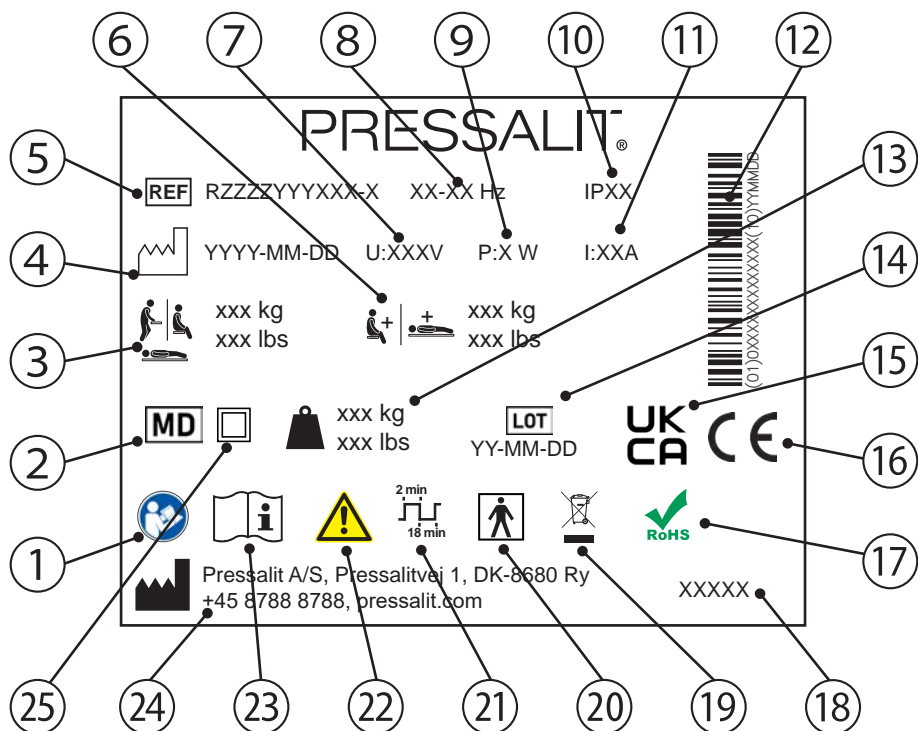 6 7 8 9 10 11 12
PRESSALIT®
5 REF RZZZZYYYXXX-X XX-XX Hz IPXX 13
4 YYYY-MM-DD U:XXXV P:X W I:XXA 14
xxx kg xxx kg
3 xxx lbs xxx lbs
(01)0XXXXXXXXXXXXX(10)YYMMDD
15
MD xxx kg LOT UK CE
2 xxx lbs YY-MM-DD CA 16
2 min
18 min
i
RoHS
1 17
Pressalit A/S, Pressalitvej 1, DK-8680 Ry
+45 8788 8788, pressalit.com
XXXXX
25 24 23 22 21 20 19 18